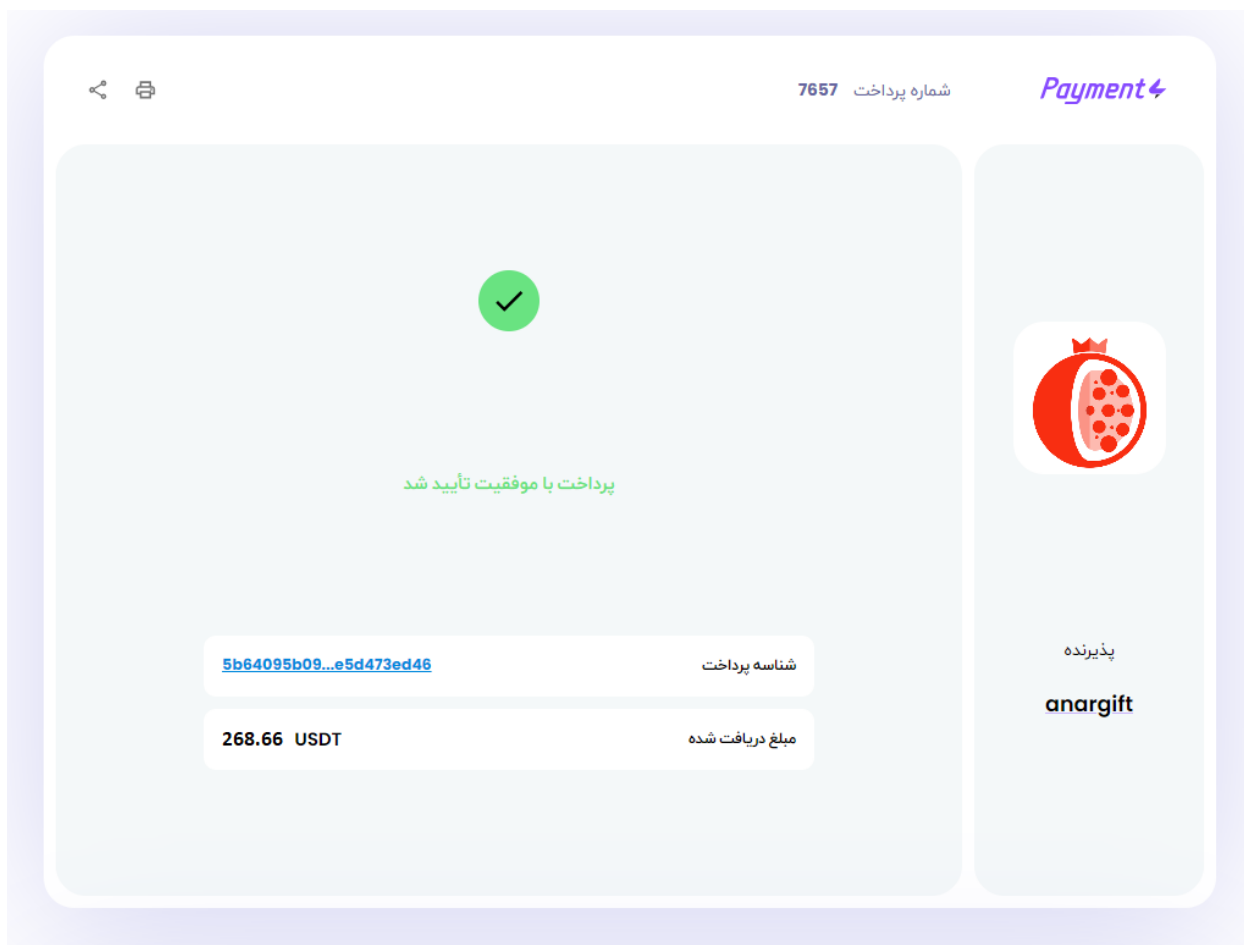 Payment4
شماره پرداخت 7657
پرداخت با موفقیت تأیید شد
شناسه پرداخت 5b64095b09...e5d473ed46
مبلغ دریافت شده 268.66 USDT
پذیرنده
anargift